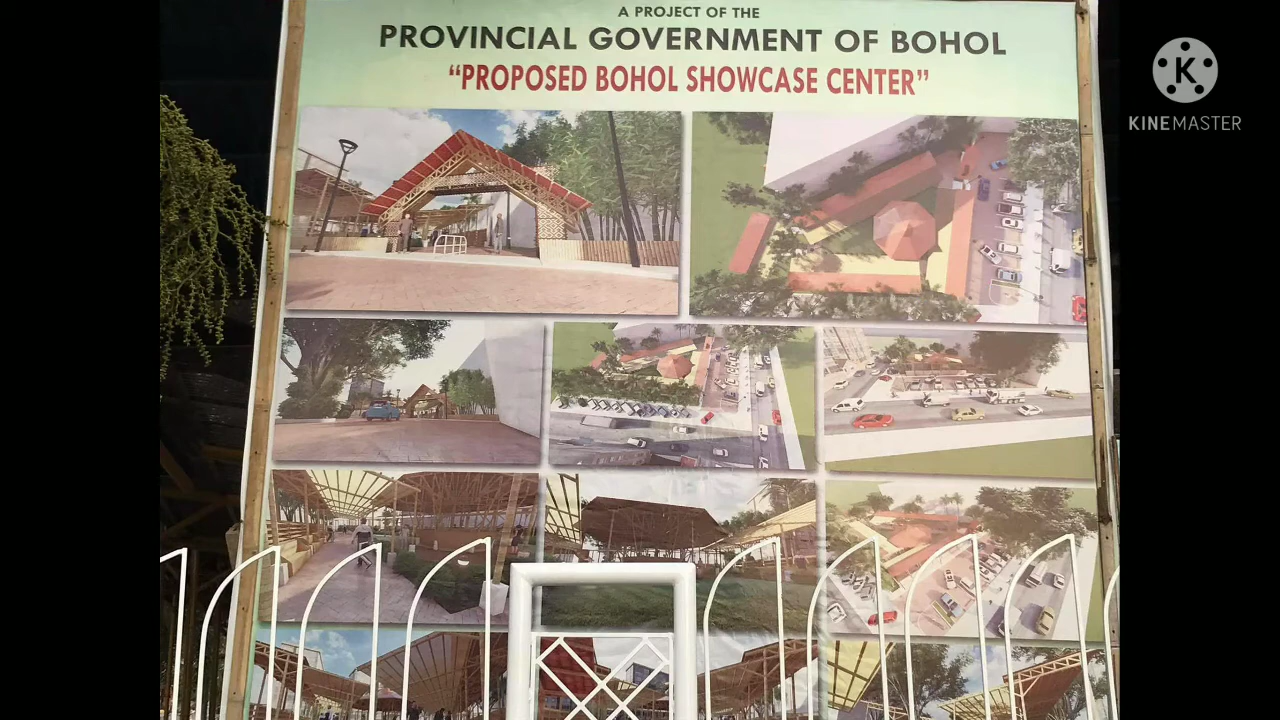 A PROJECT OF THE
PROVINCIAL GOVERNMENT OF BOHOL
“PROPOSED BOHOL SHOWCASE CENTER”
K
KINEMASTER